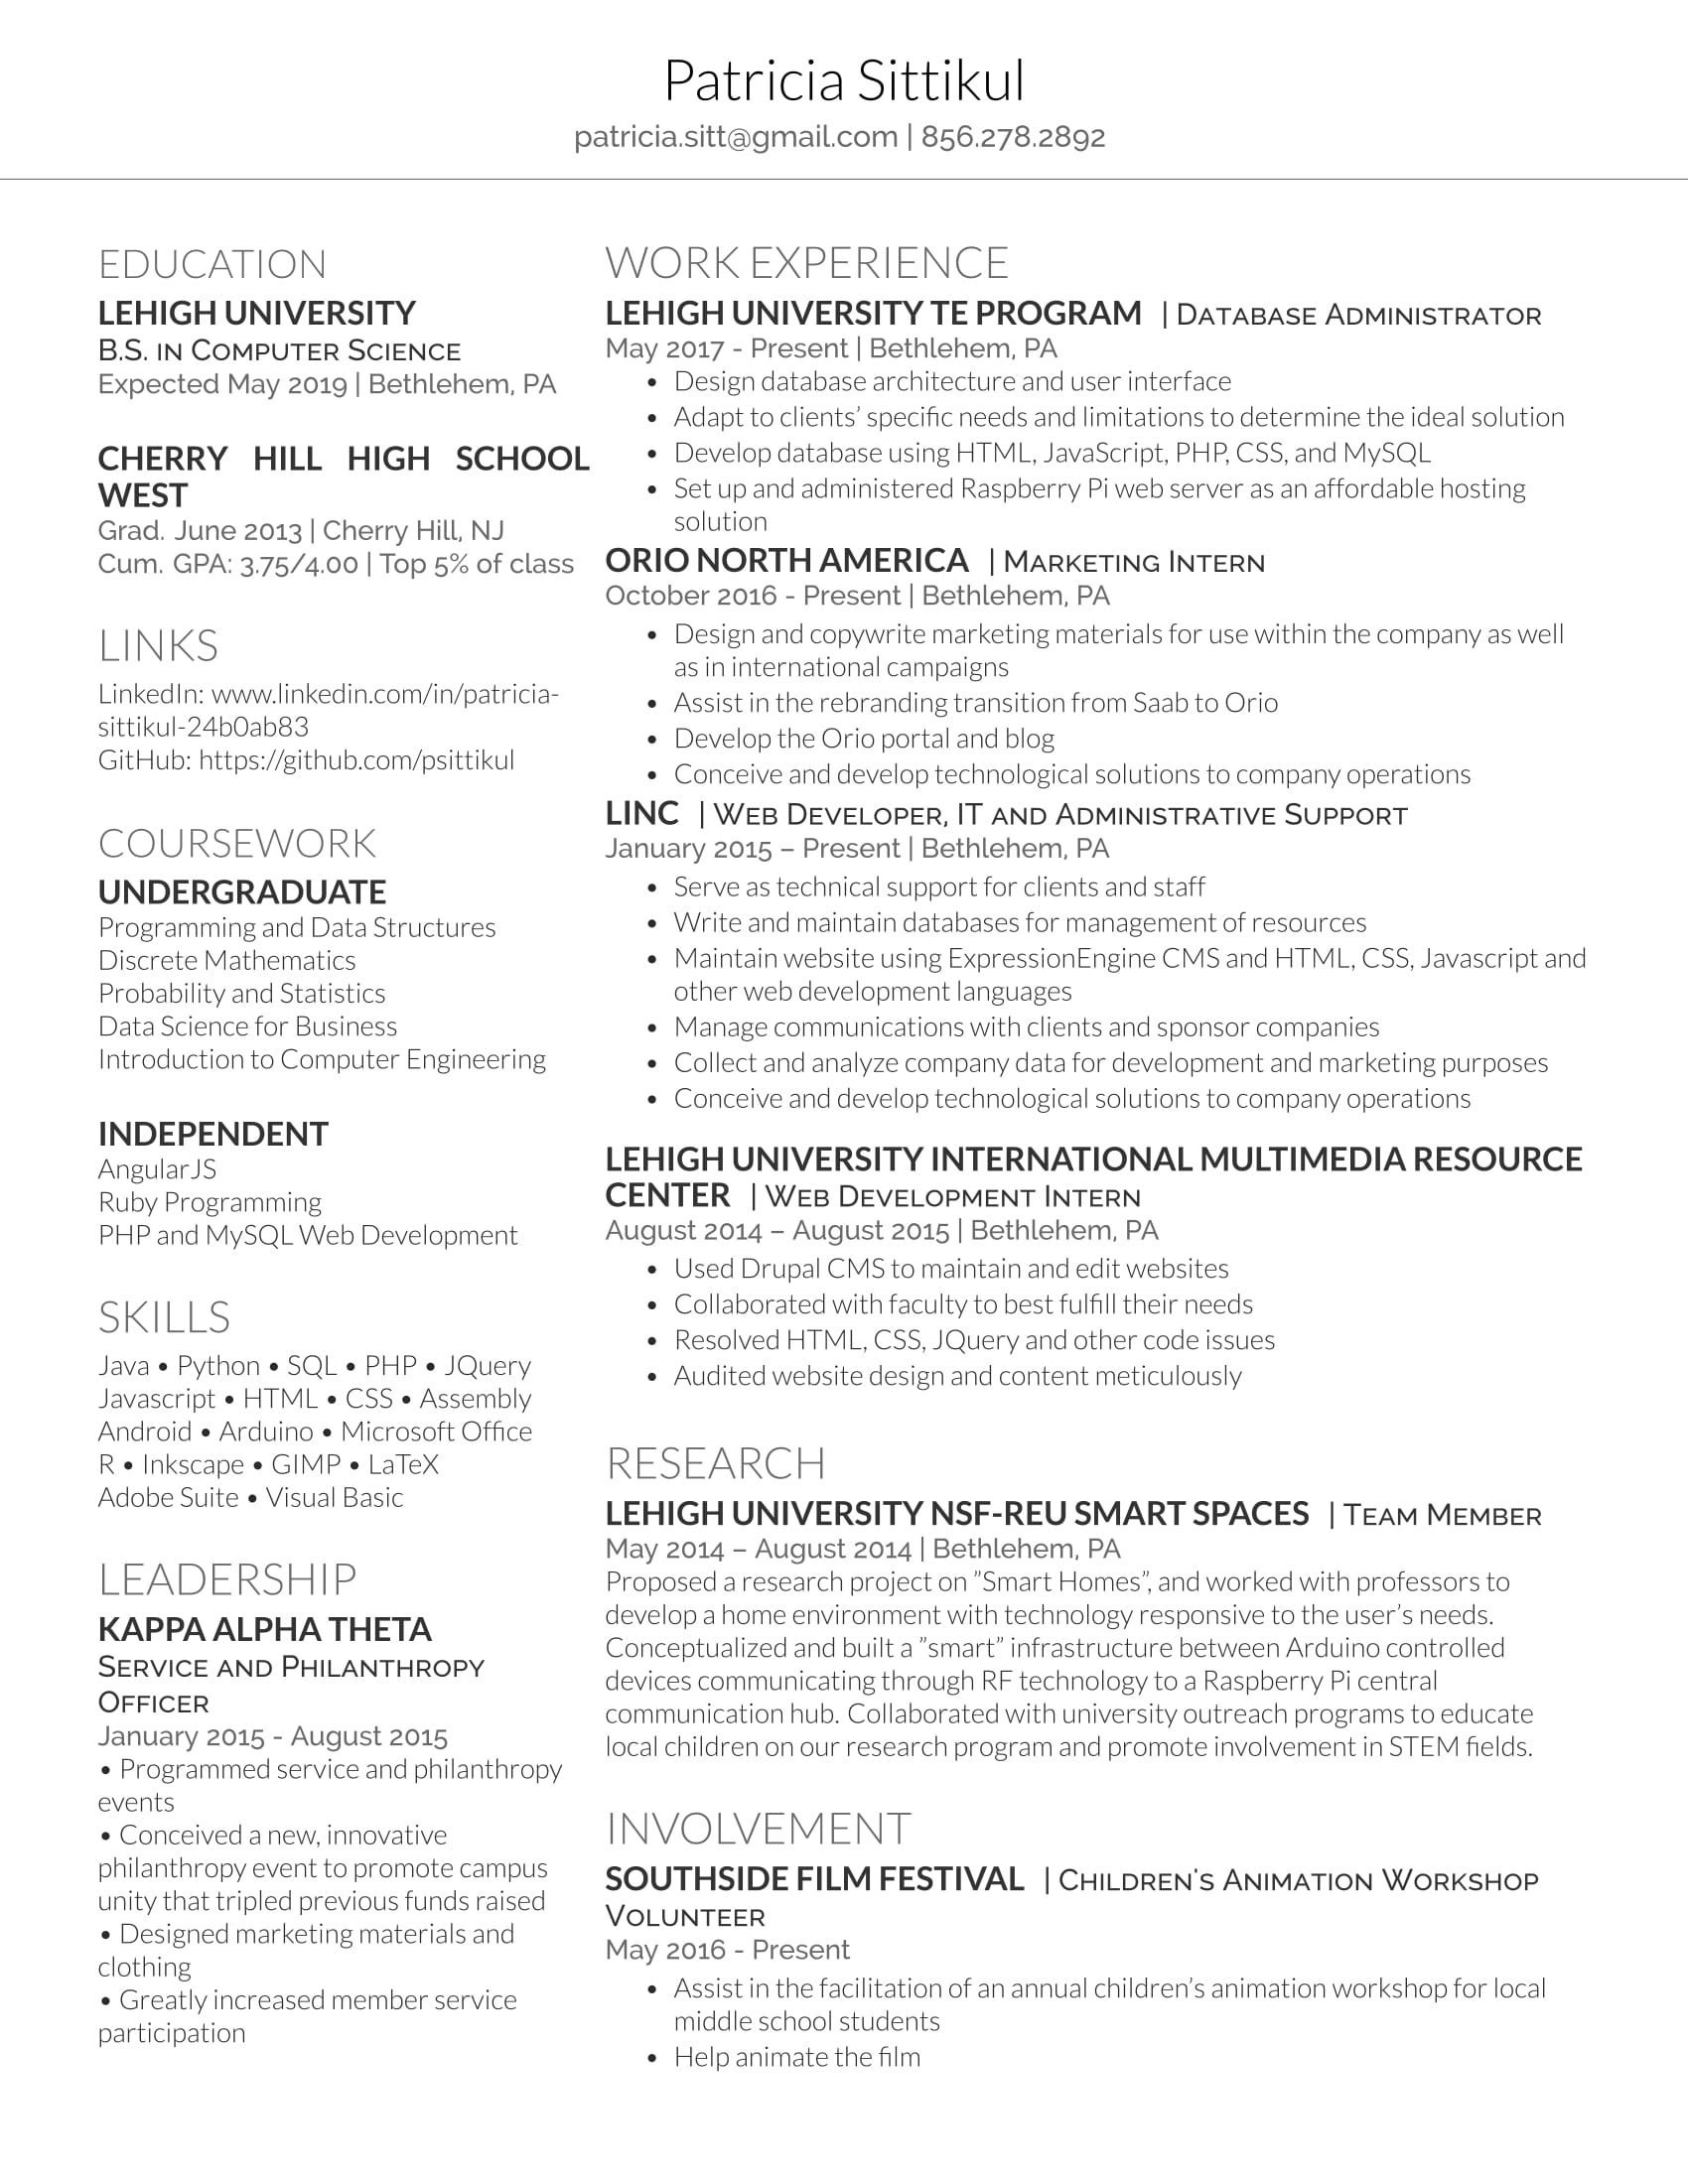 Patricia Sittikul
patricia.sitt@gmail.com | 856.278.2892
EDUCATION
LEHIGH UNIVERSITY
B.S. IN COMPUTER SCIENCE
Expected May 2019 | Bethlehem, PA
CHERRY HILL HIGH SCHOOL
WEST
Grad. June 2013 | Cherry Hill, NJ
Cum. GPA: 3.75/4.00 | Top 5% of class
LINKS
LinkedIn: www.linkedin.com/in/patricia-
sittikul-24b0ab83
GitHub: https://github.com/psittikul
COURSEWORK
UNDERGRADUATE
Programming and Data Structures
Discrete Mathematics
Probability and Statistics
Data Science for Business
Introduction to Computer Engineering
INDEPENDENT
AngularJS
Ruby Programming
PHP and MySQL Web Development
SKILLS
Java • Python • SQL • PHP • JQuery
Javascript • HTML • CSS • Assembly
Android • Arduino • Microsoft Office
R • Inkscape • GIMP • LaTeX
Adobe Suite • Visual Basic
LEADERSHIP
KAPPA ALPHA THETA
SERVICE AND PHILANTHROPY
OFFICER
January 2015 - August 2015
• Programmed service and philanthropy
events
• Conceived a new, innovative
philanthropy event to promote campus
unity that tripled previous funds raised
• Designed marketing materials and
clothing
• Greatly increased member service
participation
WORK EXPERIENCE
LEHIGH UNIVERSITY TE PROGRAM | DATABASE ADMINISTRATOR
May 2017 - Present | Bethlehem, PA
• Design database architecture and user interface
• Adapt to clients’ specific needs and limitations to determine the ideal solution
• Develop database using HTML, JavaScript, PHP, CSS, and MySQL
• Set up and administered Raspberry Pi web server as an affordable hosting
solution
ORIO NORTH AMERICA | MARKETING INTERN
October 2016 - Present | Bethlehem, PA
• Design and copywrite marketing materials for use within the company as well
as in international campaigns
• Assist in the rebranding transition from Saab to Orio
• Develop the Orio portal and blog
• Conceive and develop technological solutions to company operations
LINC | WEB DEVELOPER, IT AND ADMINISTRATIVE SUPPORT
January 2015 – Present | Bethlehem, PA
• Serve as technical support for clients and staff
• Write and maintain databases for management of resources
• Maintain website using ExpressionEngine CMS and HTML, CSS, Javascript and
other web development languages
• Manage communications with clients and sponsor companies
• Collect and analyze company data for development and marketing purposes
• Conceive and develop technological solutions to company operations
LEHIGH UNIVERSITY INTERNATIONAL MULTIMEDIA RESOURCE
CENTER | WEB DEVELOPMENT INTERN
August 2014 – August 2015 | Bethlehem, PA
• Used Drupal CMS to maintain and edit websites
• Collaborated with faculty to best fulfill their needs
• Resolved HTML, CSS, JQuery and other code issues
• Audited website design and content meticulously
RESEARCH
LEHIGH UNIVERSITY NSF-REU SMART SPACES | TEAM MEMBER
May 2014 – August 2014 | Bethlehem, PA
Proposed a research project on ”Smart Homes”, and worked with professors to
develop a home environment with technology responsive to the user’s needs.
Conceptualized and built a ”smart” infrastructure between Arduino controlled
devices communicating through RF technology to a Raspberry Pi central
communication hub. Collaborated with university outreach programs to educate
local children on our research program and promote involvement in STEM fields.
INVOLVEMENT
SOUTHSIDE FILM FESTIVAL | CHILDREN'S ANIMATION WORKSHOP
VOLUNTEER
May 2016 - Present
• Assist in the facilitation of an annual children’s animation workshop for local
middle school students
• Help animate the film